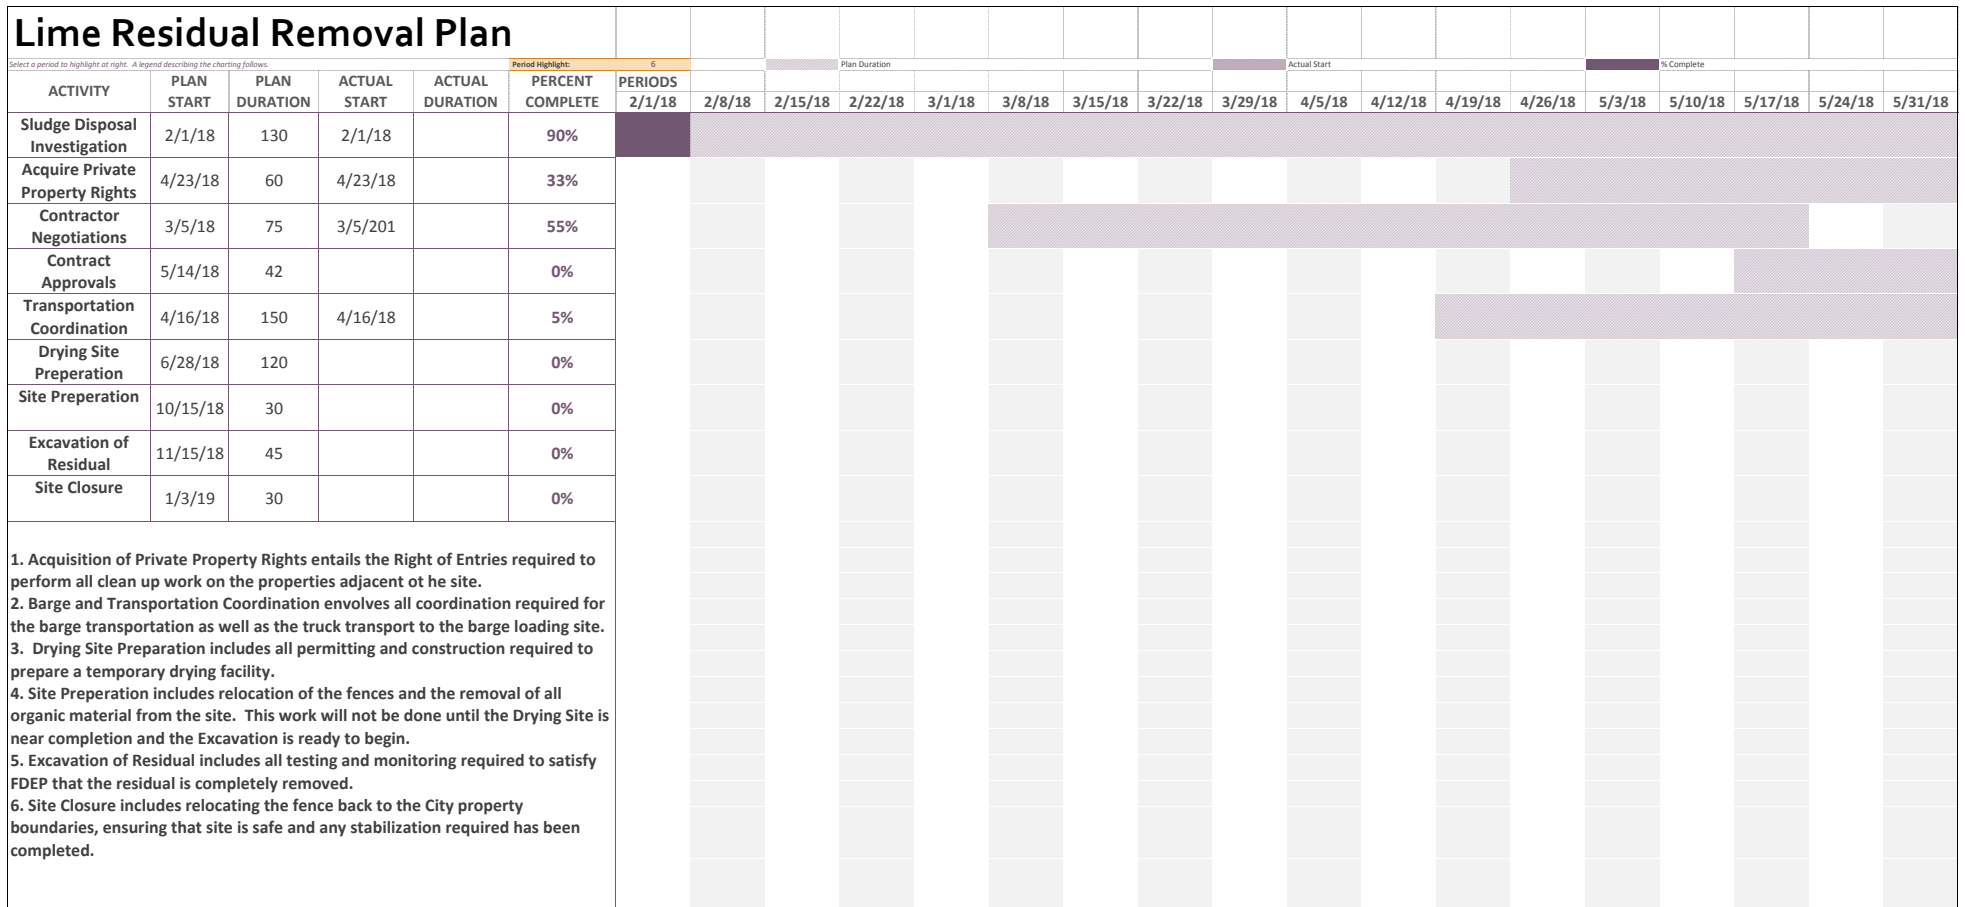 Lime Residual Removal Plan
Select a period to highlight at right.  A legend describing the charting follows.
Period Highlight: 6
Plan Duration
Actual Start
% Complete
ACTIVITY
PLAN START
PLAN DURATION
ACTUAL START
ACTUAL DURATION
PERCENT COMPLETE
PERIODS
2/1/18 2/8/18 2/15/18 2/22/18 3/1/18 3/8/18 3/15/18 3/22/18 3/29/18 4/5/18 4/12/18 4/19/18 4/26/18 5/3/18 5/10/18 5/17/18 5/24/18 5/31/18
Sludge Disposal Investigation 2/1/18 130 2/1/18 90%
Acquire Private Property Rights 4/23/18 60 4/23/18 33%
Contractor Negotiations 3/5/18 75 3/5/201 55%
Contract Approvals 5/14/18 42 0%
Transportation Coordination 4/16/18 150 4/16/18 5%
Drying Site Preperation 6/28/18 120 0%
Site Preperation 10/15/18 30 0%
Excavation of Residual 11/15/18 45 0%
Site Closure 1/3/19 30 0%
1. Acquisition of Private Property Rights entails the Right of Entries required to
perform all clean up work on the properties adjacent ot he site.
2. Barge and Transportation Coordination envolves all coordination required for
the barge transportation as well as the truck transport to the barge loading site.
3.  Drying Site Preparation includes all permitting and construction required to
prepare a temporary drying facility.
4. Site Preperation includes relocation of the fences and the removal of all
organic material from the site.  This work will not be done until the Drying Site is
near completion and the Excavation is ready to begin.
5. Excavation of Residual includes all testing and monitoring required to satisfy
FDEP that the residual is completely removed.
6. Site Closure includes relocating the fence back to the City property
boundaries, ensuring that site is safe and any stabilization required has been
completed.